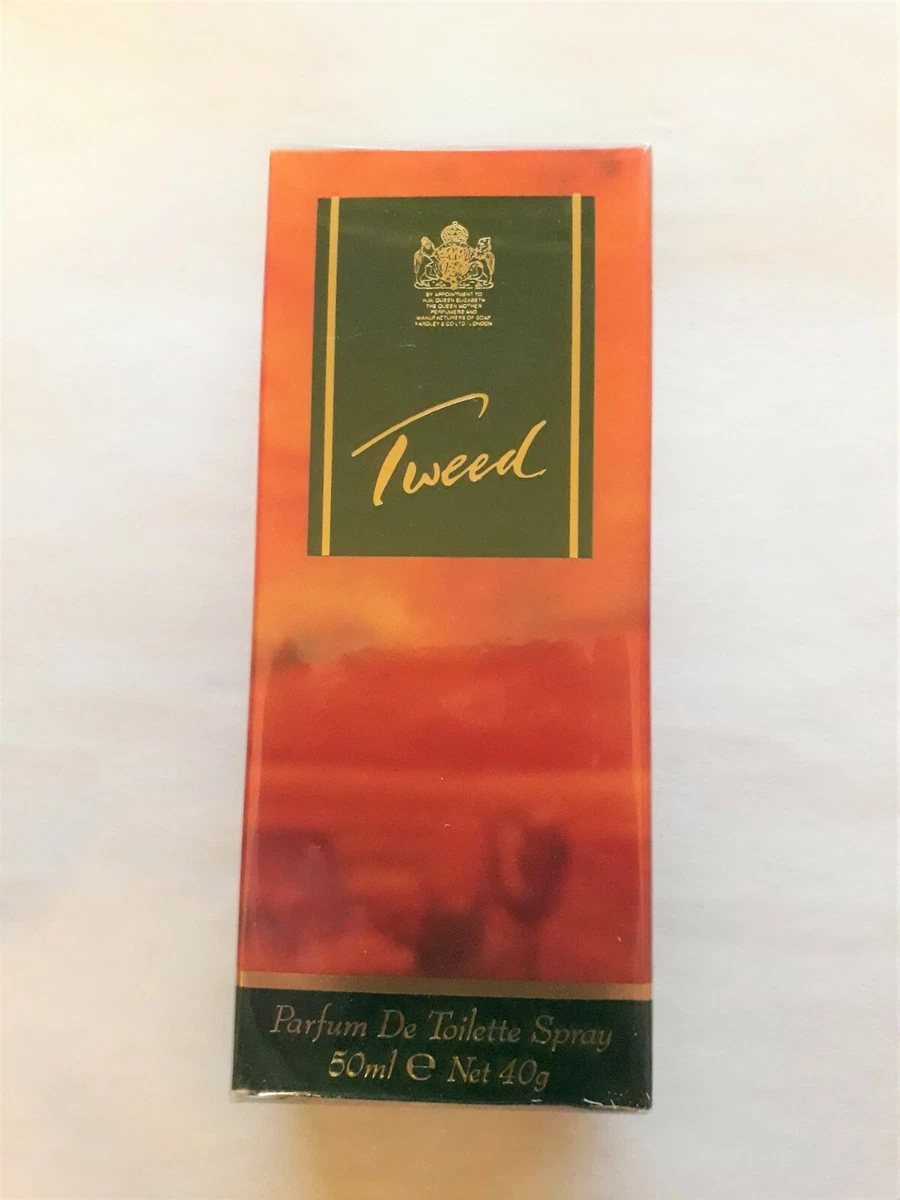 BY APPOINTMENT TO
H.M. QUEEN ELIZABETH
THE QUEEN MOTHER
PERFUMERS AND
MANUFACTURERS OF SOAP
YARDLEY & CO LTD. LONDON
Tweed
Parfum De Toilette Spray
50ml ℮ Net 40g